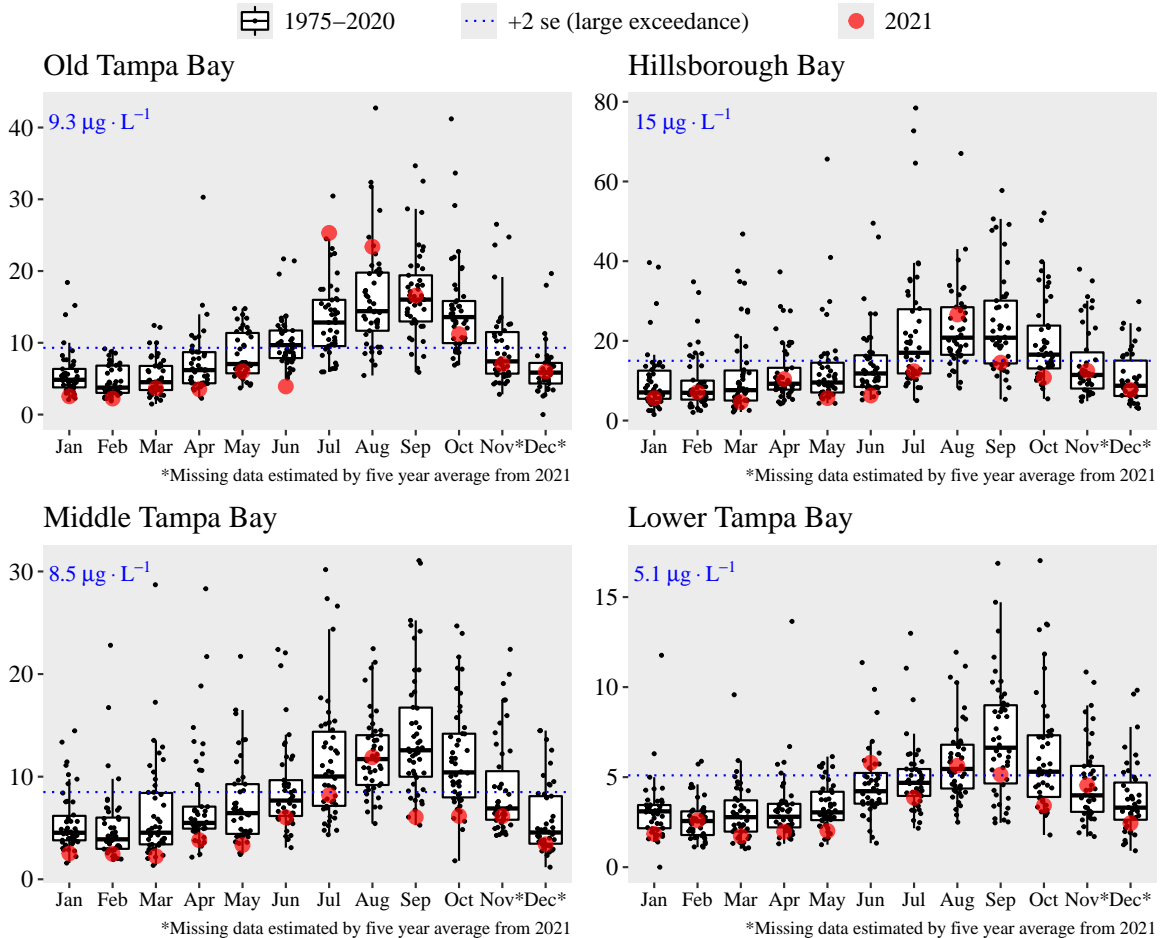 1975−2020 +2 se (large exceedance) 2021
Old Tampa Bay
9.3 μg · L⁻¹
40
30
20
10
0
Jan Feb Mar Apr May Jun Jul Aug Sep Oct Nov* Dec*
*Missing data estimated by five year average from 2021
Hillsborough Bay
15 μg · L⁻¹
80
60
40
20
0
Jan Feb Mar Apr May Jun Jul Aug Sep Oct Nov* Dec*
*Missing data estimated by five year average from 2021
Middle Tampa Bay
8.5 μg · L⁻¹
30
20
10
0
Jan Feb Mar Apr May Jun Jul Aug Sep Oct Nov* Dec*
*Missing data estimated by five year average from 2021
Lower Tampa Bay
5.1 μg · L⁻¹
15
10
5
0
Jan Feb Mar Apr May Jun Jul Aug Sep Oct Nov* Dec*
*Missing data estimated by five year average from 2021